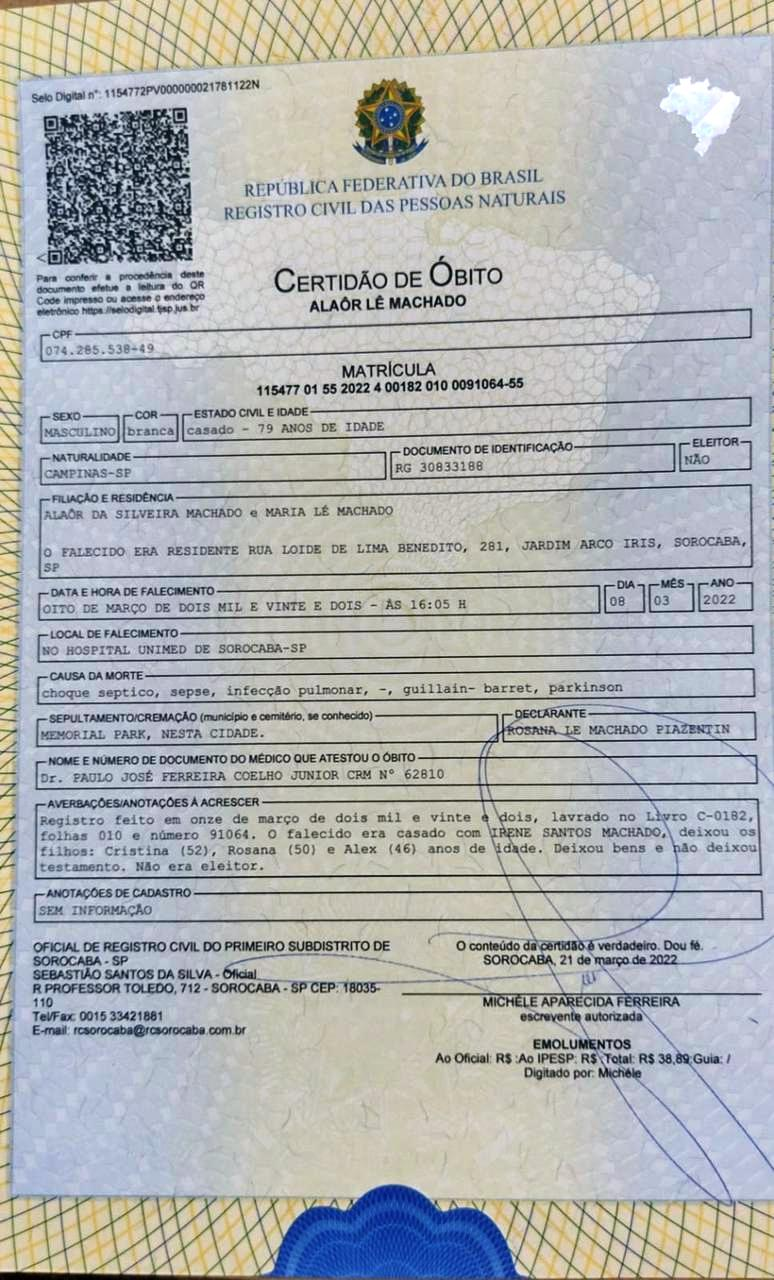 Selo Digital nº: 1154772PV000000021781122N
Para conferir a procedência deste
documento efetue a leitura do QR
Code impresso ou acesse o endereço
eletrônico https://selodigital.tjsp.jus.br
REPÚBLICA FEDERATIVA DO BRASIL
REGISTRO CIVIL DAS PESSOAS NATURAIS
CERTIDÃO DE ÓBITO
ALAÔR LÊ MACHADO
CPF
074.285.538-49
MATRÍCULA
115477 01 55 2022 4 00182 010 0091064-55
SEXO COR ESTADO CIVIL E IDADE
MASCULINO branca casado - 79 ANOS DE IDADE
NATURALIDADE DOCUMENTO DE IDENTIFICAÇÃO ELEITOR
CAMPINAS-SP RG 30833188 NÃO
FILIAÇÃO E RESIDÊNCIA
ALAÔR DA SILVEIRA MACHADO e MARIA LÊ MACHADO
O FALECIDO ERA RESIDENTE RUA LOIDE DE LIMA BENEDITO, 281, JARDIM ARCO IRIS, SOROCABA,
SP
DATA E HORA DE FALECIMENTO DIA MÊS ANO
OITO DE MARÇO DE DOIS MIL E VINTE E DOIS - ÀS 16:05 H 08 03 2022
LOCAL DE FALECIMENTO
NO HOSPITAL UNIMED DE SOROCABA-SP
CAUSA DA MORTE
choque septico, sepse, infecção pulmonar, -, guillain- barret, parkinson
SEPULTAMENTO/CREMAÇÃO (município e cemitério, se conhecido) DECLARANTE
MEMORIAL PARK, NESTA CIDADE. ROSANA LE MACHADO PIAZENTIN
NOME E NÚMERO DE DOCUMENTO DO MÉDICO QUE ATESTOU O ÓBITO
Dr. PAULO JOSÉ FERREIRA COELHO JUNIOR CRM N° 62810
AVERBAÇÕES/ANOTAÇÕES À ACRESCER
Registro feito em onze de março de dois mil e vinte e dois, lavrado no Livro C-0182,
folhas 010 e número 91064. O falecido era casado com IRENE SANTOS MACHADO, deixou os
filhos: Cristina (52), Rosana (50) e Alex (46) anos de idade. Deixou bens e não deixou
testamento. Não era eleitor.
ANOTAÇÕES DE CADASTRO
SEM INFORMAÇÃO
OFICIAL DE REGISTRO CIVIL DO PRIMEIRO SUBDISTRITO DE
SOROCABA - SP
SEBASTIÃO SANTOS DA SILVA - Oficial
R PROFESSOR TOLEDO, 712 - SOROCABA - SP CEP: 18035-
110
Tel/Fax: 0015 33421881
E-mail: rcsorocaba@rcsorocaba.com.br
O conteúdo da certidão é verdadeiro. Dou fé.
SOROCABA, 21 de março de 2022
MICHÉLE APARECIDA FERREIRA
escrevente autorizada
EMOLUMENTOS
Ao Oficial: R$ :Ao IPESP: R$ :Total: R$ 38,89:Guia: /
Digitado por: Michéle